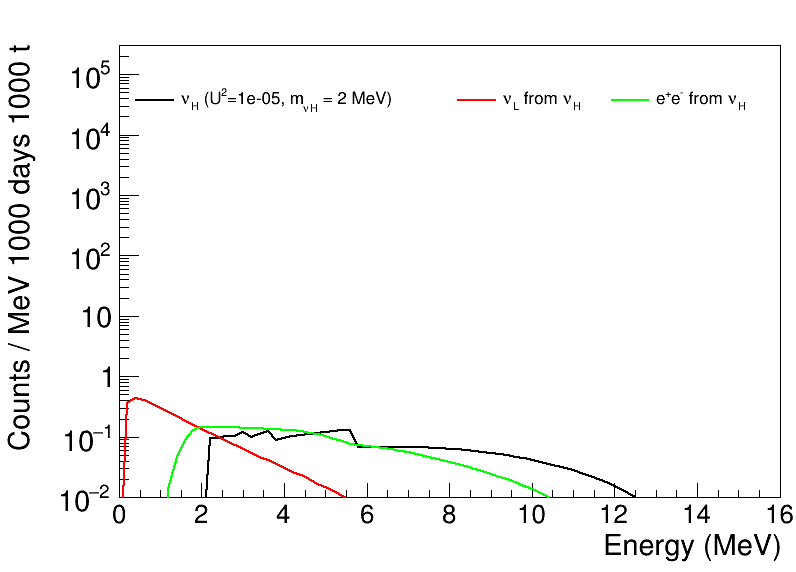 Counts / MeV 1000 days 1000 t
10⁵
10⁴
10³
10²
10
1
10⁻¹
10⁻²
ν_H (U²=1e-05, m_νH = 2 MeV) ν_L from ν_H e⁺e⁻ from ν_H
0 2 4 6 8 10 12 14 16
Energy (MeV)